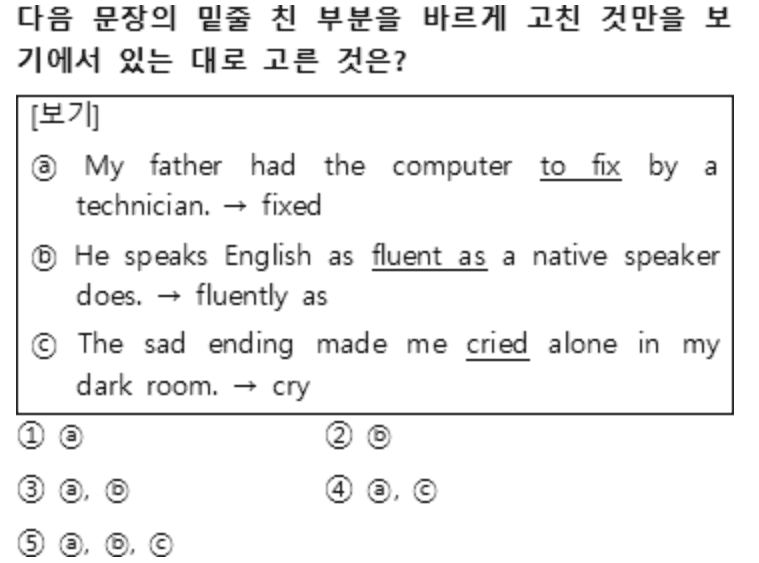 다음 문장의 밑줄 친 부분을 바르게 고친 것만을 보
기에서 있는 대로 고른 것은?
[보기]
ⓐ My father had the computer to fix by a
technician. → fixed
ⓑ He speaks English as fluent as a native speaker
does. → fluently as
ⓒ The sad ending made me cried alone in my
dark room. → cry
① ⓐ ② ⓑ
③ ⓐ, ⓑ ④ ⓐ, ⓒ
⑤ ⓐ, ⓑ, ⓒ